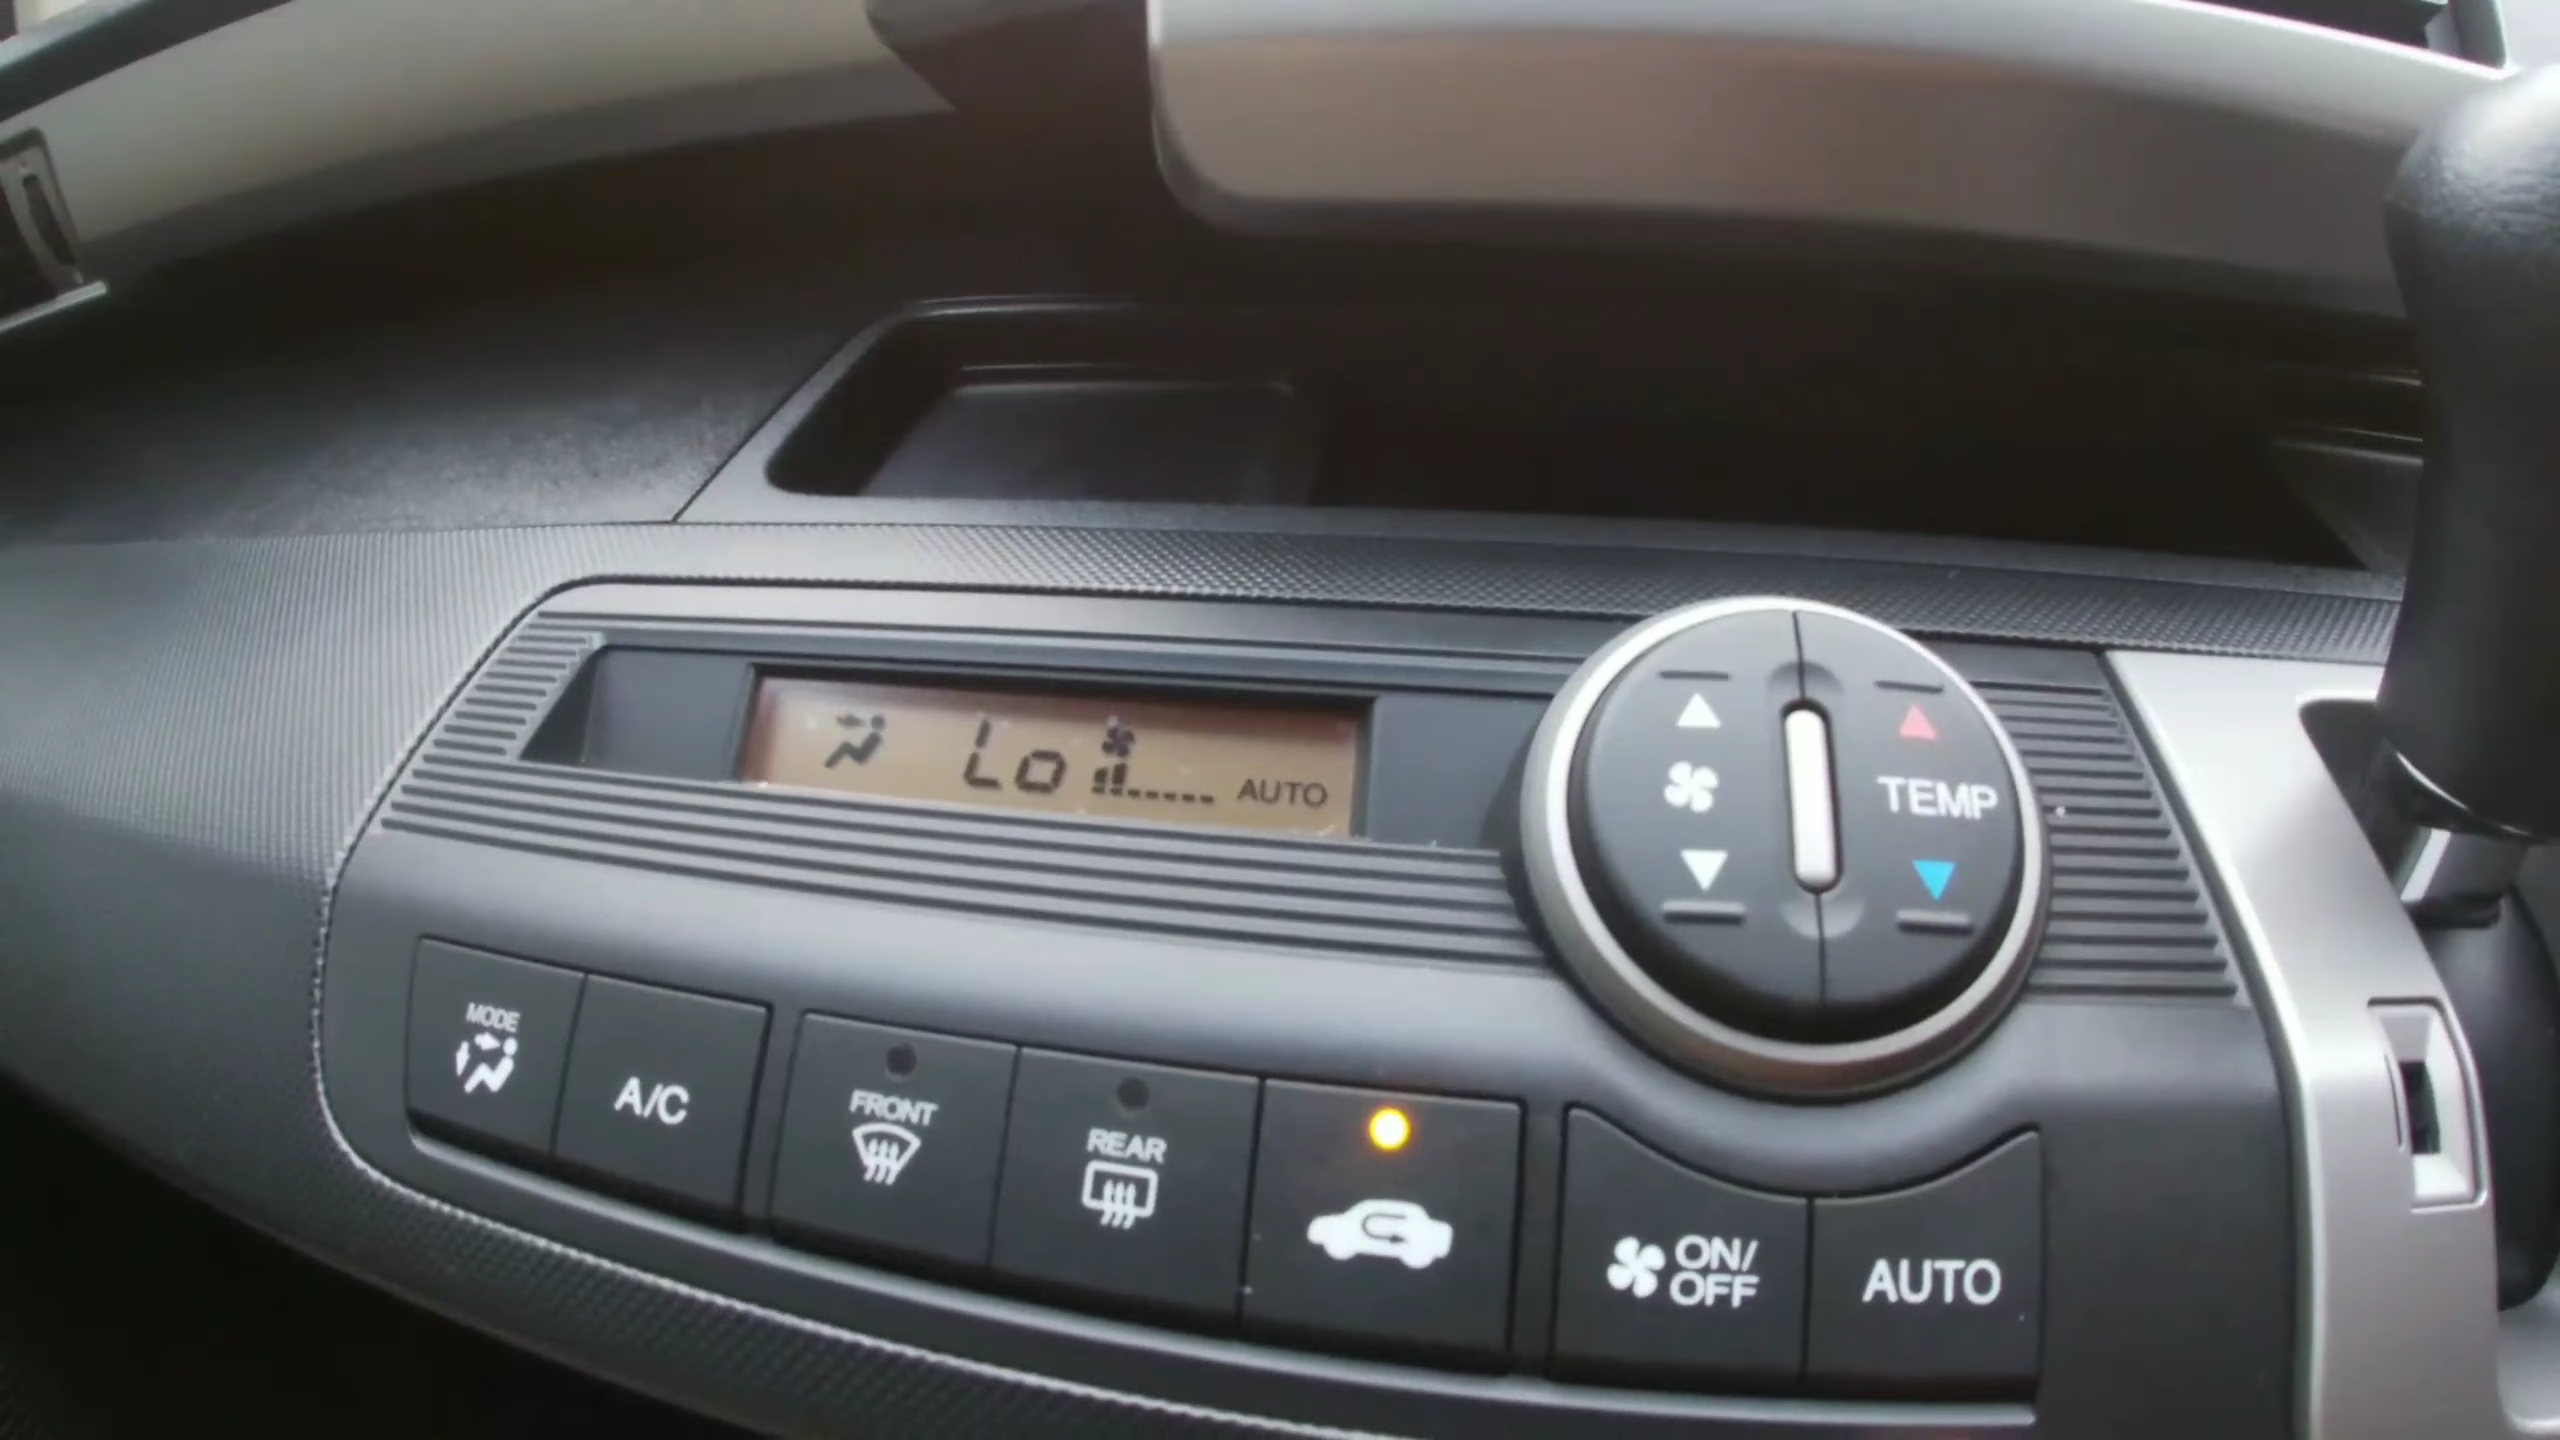 Lo AUTO
TEMP
MODE
A/C
FRONT
REAR
ON/
OFF
AUTO